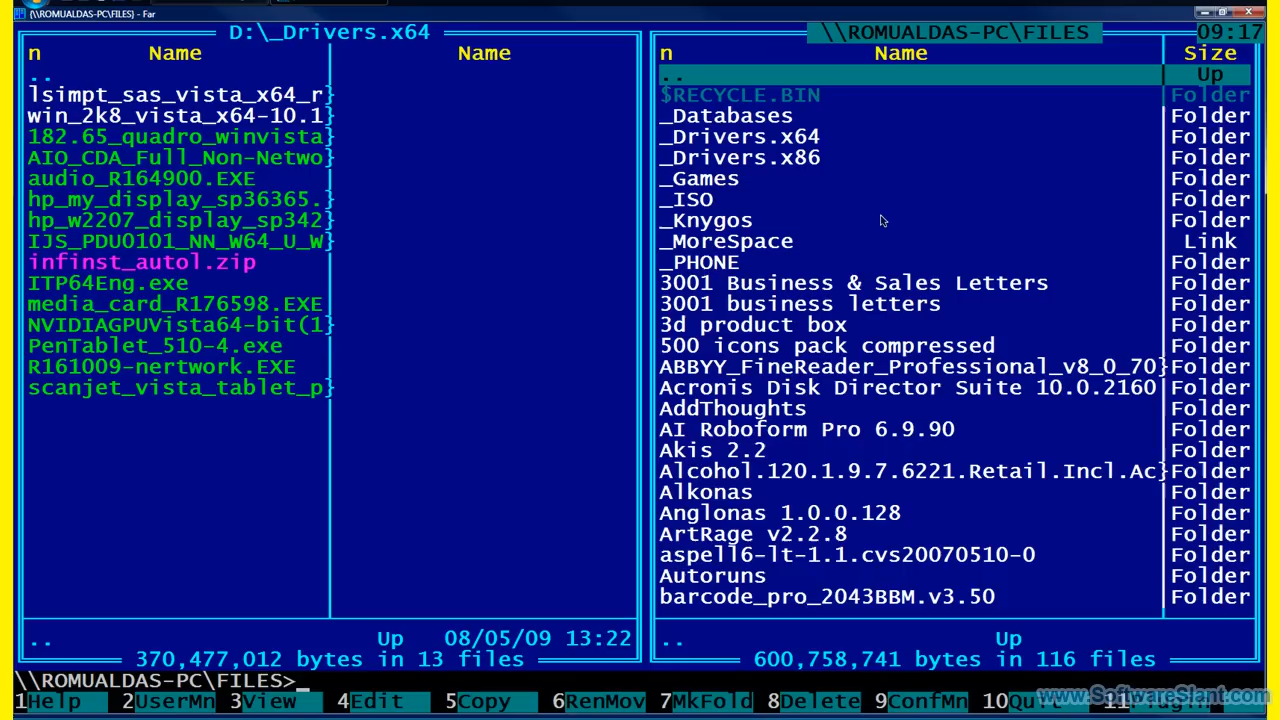 {\\ROMUALDAS-PC\FILES} - Far
D:\_Drivers.x64
n Name Name
..
lsimpt_sas_vista_x64_r}
win_2k8_vista_x64-10.1}
182.65_quadro_winvista}
AIO_CDA_Full_Non-Netwo}
audio_R164900.EXE
hp_my_display_sp36365.}
hp_w2207_display_sp342}
IJS_PDU0101_NN_W64_U_W}
infinst_autol.zip
ITP64Eng.exe
media_card_R176598.EXE
NVIDIAGPUVista64-bit(1}
PenTablet_510-4.exe
R161009-nertwork.EXE
scanjet_vista_tablet_p}
.. Up 08/05/09 13:22
370,477,012 bytes in 13 files
\\ROMUALDAS-PC\FILES 09:17
n Name Size
.. Up
$RECYCLE.BIN Folder
_Databases Folder
_Drivers.x64 Folder
_Drivers.x86 Folder
_Games Folder
_ISO Folder
_Knygos Folder
_MoreSpace Link
_PHONE Folder
3001 Business & Sales Letters Folder
3001 business letters Folder
3d product box Folder
500 icons pack compressed Folder
ABBYY_FineReader_Professional_v8_0_70} Folder
Acronis Disk Director Suite 10.0.2160 Folder
AddThoughts Folder
AI Roboform Pro 6.9.90 Folder
Akis 2.2 Folder
Alcohol.120.1.9.7.6221.Retail.Incl.Ac} Folder
Alkonas Folder
Anglonas 1.0.0.128 Folder
ArtRage v2.2.8 Folder
aspell6-lt-1.1.cvs20070510-0 Folder
Autoruns Folder
barcode_pro_2043BBM.v3.50 Folder
.. Up
600,758,741 bytes in 116 files
\\ROMUALDAS-PC\FILES>
1Help 2UserMn 3View 4Edit 5Copy 6RenMov 7MkFold 8Delete 9ConfMn 10Quit 11Plugin
www.SoftwareSlant.com